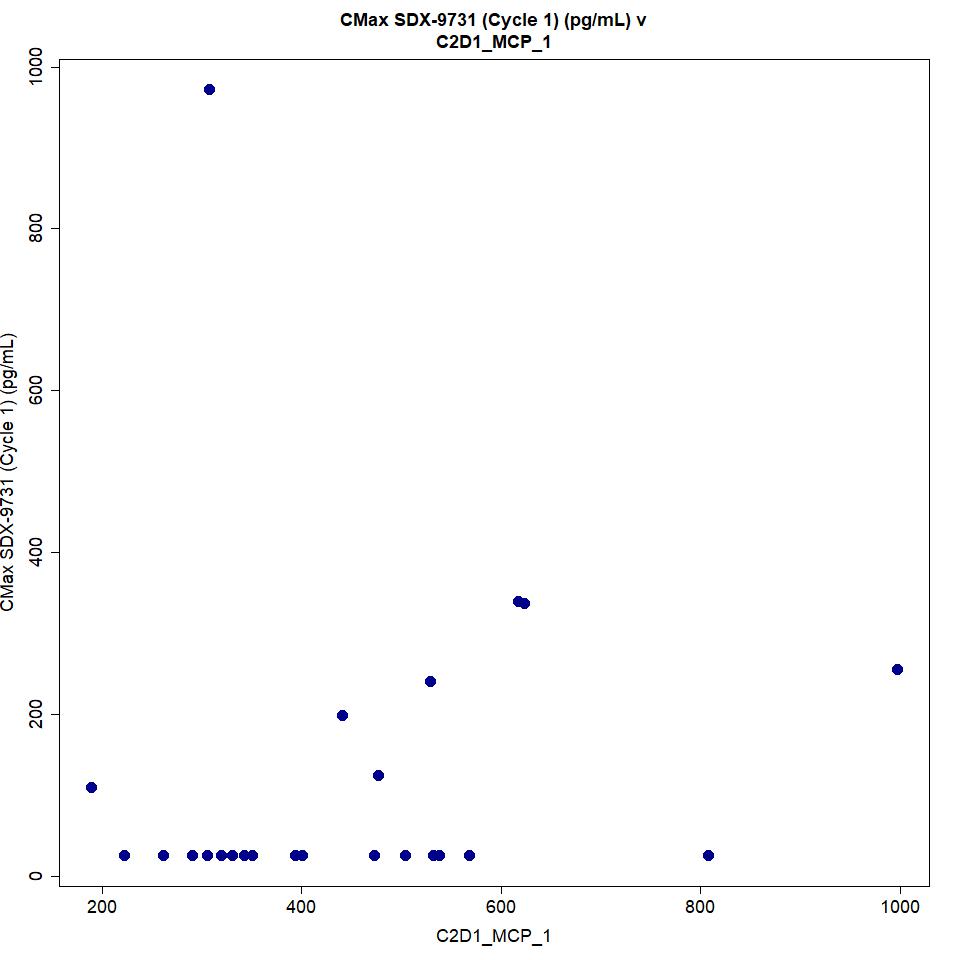 CMax SDX-9731 (Cycle 1) (pg/mL) v
C2D1_MCP_1
1000
800
600
400
200
0
CMax SDX-9731 (Cycle 1) (pg/mL)
200 400 600 800 1000
C2D1_MCP_1